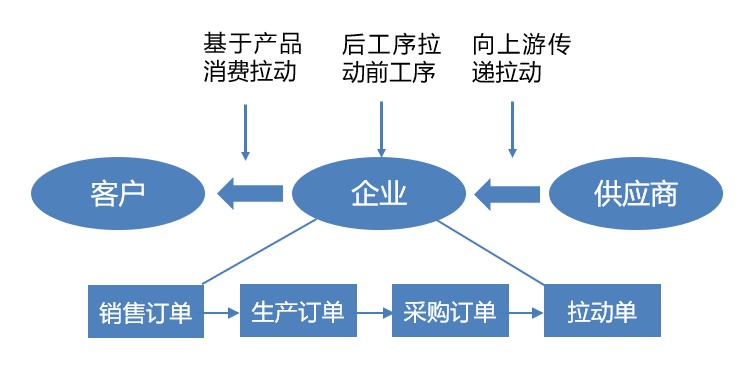 基于产品
消费拉动
后工序拉
动前工序
向上游传
递拉动
客户
企业
供应商
销售订单
生产订单
采购订单
拉动单